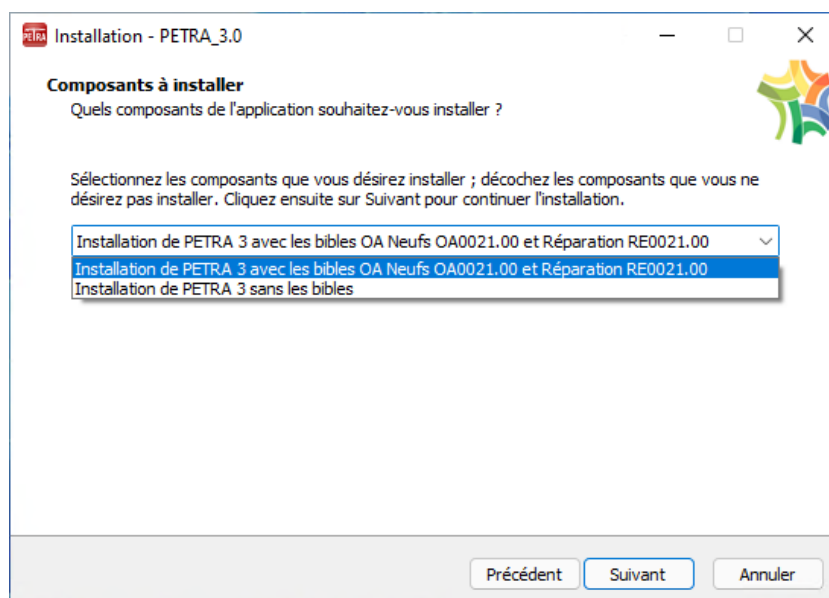 PETRA Installation - PETRA_3.0
Composants à installer
Quels composants de l'application souhaitez-vous installer ?
Sélectionnez les composants que vous désirez installer ; décochez les composants que vous ne
désirez pas installer. Cliquez ensuite sur Suivant pour continuer l'installation.
Installation de PETRA 3 avec les bibles OA Neufs OA0021.00 et Réparation RE0021.00
Installation de PETRA 3 avec les bibles OA Neufs OA0021.00 et Réparation RE0021.00
Installation de PETRA 3 sans les bibles
Précédent Suivant Annuler